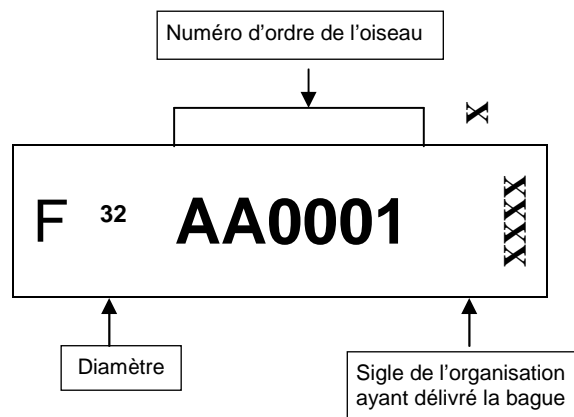 Numéro d'ordre de l'oiseau
X
F 32 AA0001 XXXX
Diamètre
Sigle de l'organisation
ayant délivré la bague